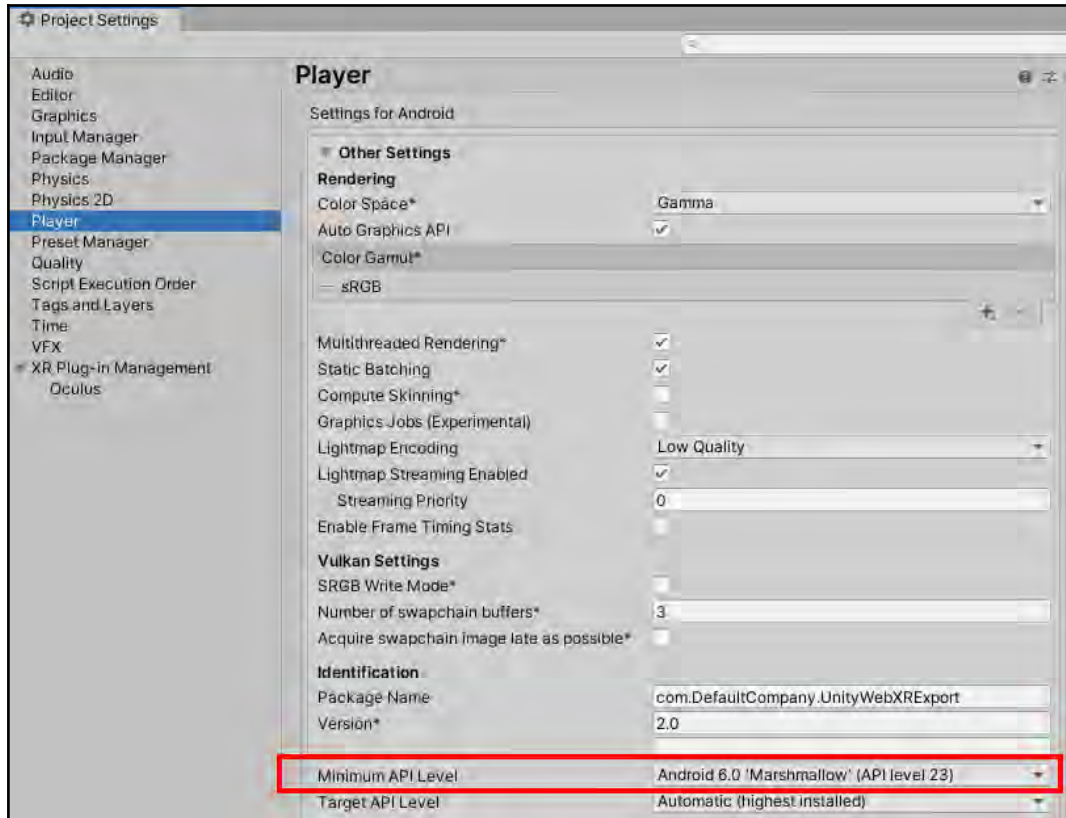 Project Settings
Audio
Editor
Graphics
Input Manager
Package Manager
Physics
Physics 2D
Player
Preset Manager
Quality
Script Execution Order
Tags and Layers
Time
VFX
XR Plug-in Management
Oculus
Player
Settings for Android
Other Settings
Rendering
Color Space* Gamma
Auto Graphics API
Color Gamut*
sRGB
Multithreaded Rendering*
Static Batching
Compute Skinning*
Graphics Jobs (Experimental)
Lightmap Encoding Low Quality
Lightmap Streaming Enabled
Streaming Priority 0
Enable Frame Timing Stats
Vulkan Settings
SRGB Write Mode*
Number of swapchain buffers* 3
Acquire swapchain image late as possible*
Identification
Package Name com.DefaultCompany.UnityWebXRExport
Version* 2.0
Minimum API Level Android 6.0 'Marshmallow' (API level 23)
Target API Level Automatic (highest installed)